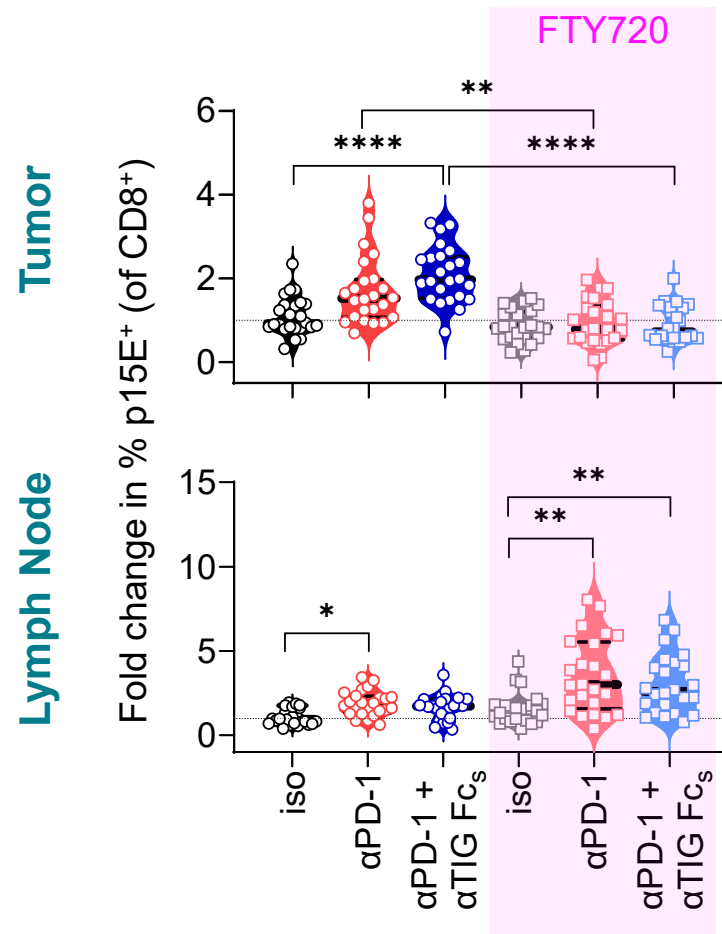 FTY720
Tumor
Lymph Node
Fold change in % p15E⁺ (of CD8⁺)
**
****
****
6
4
2
0
**
**
*
15
10
5
0
iso
αPD-1
αPD-1 +
αTIG Fcₛ
iso
αPD-1
αPD-1 +
αTIG Fcₛ